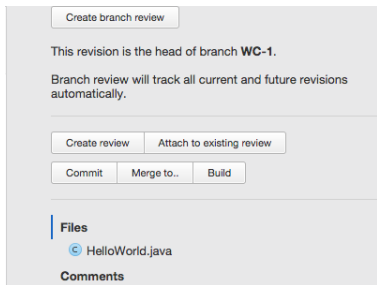 Create branch review
This revision is the head of branch WC-1.
Branch review will track all current and future revisions
automatically.
Create review Attach to existing review
Commit Merge to.. Build
Files
C HelloWorld.java
Comments